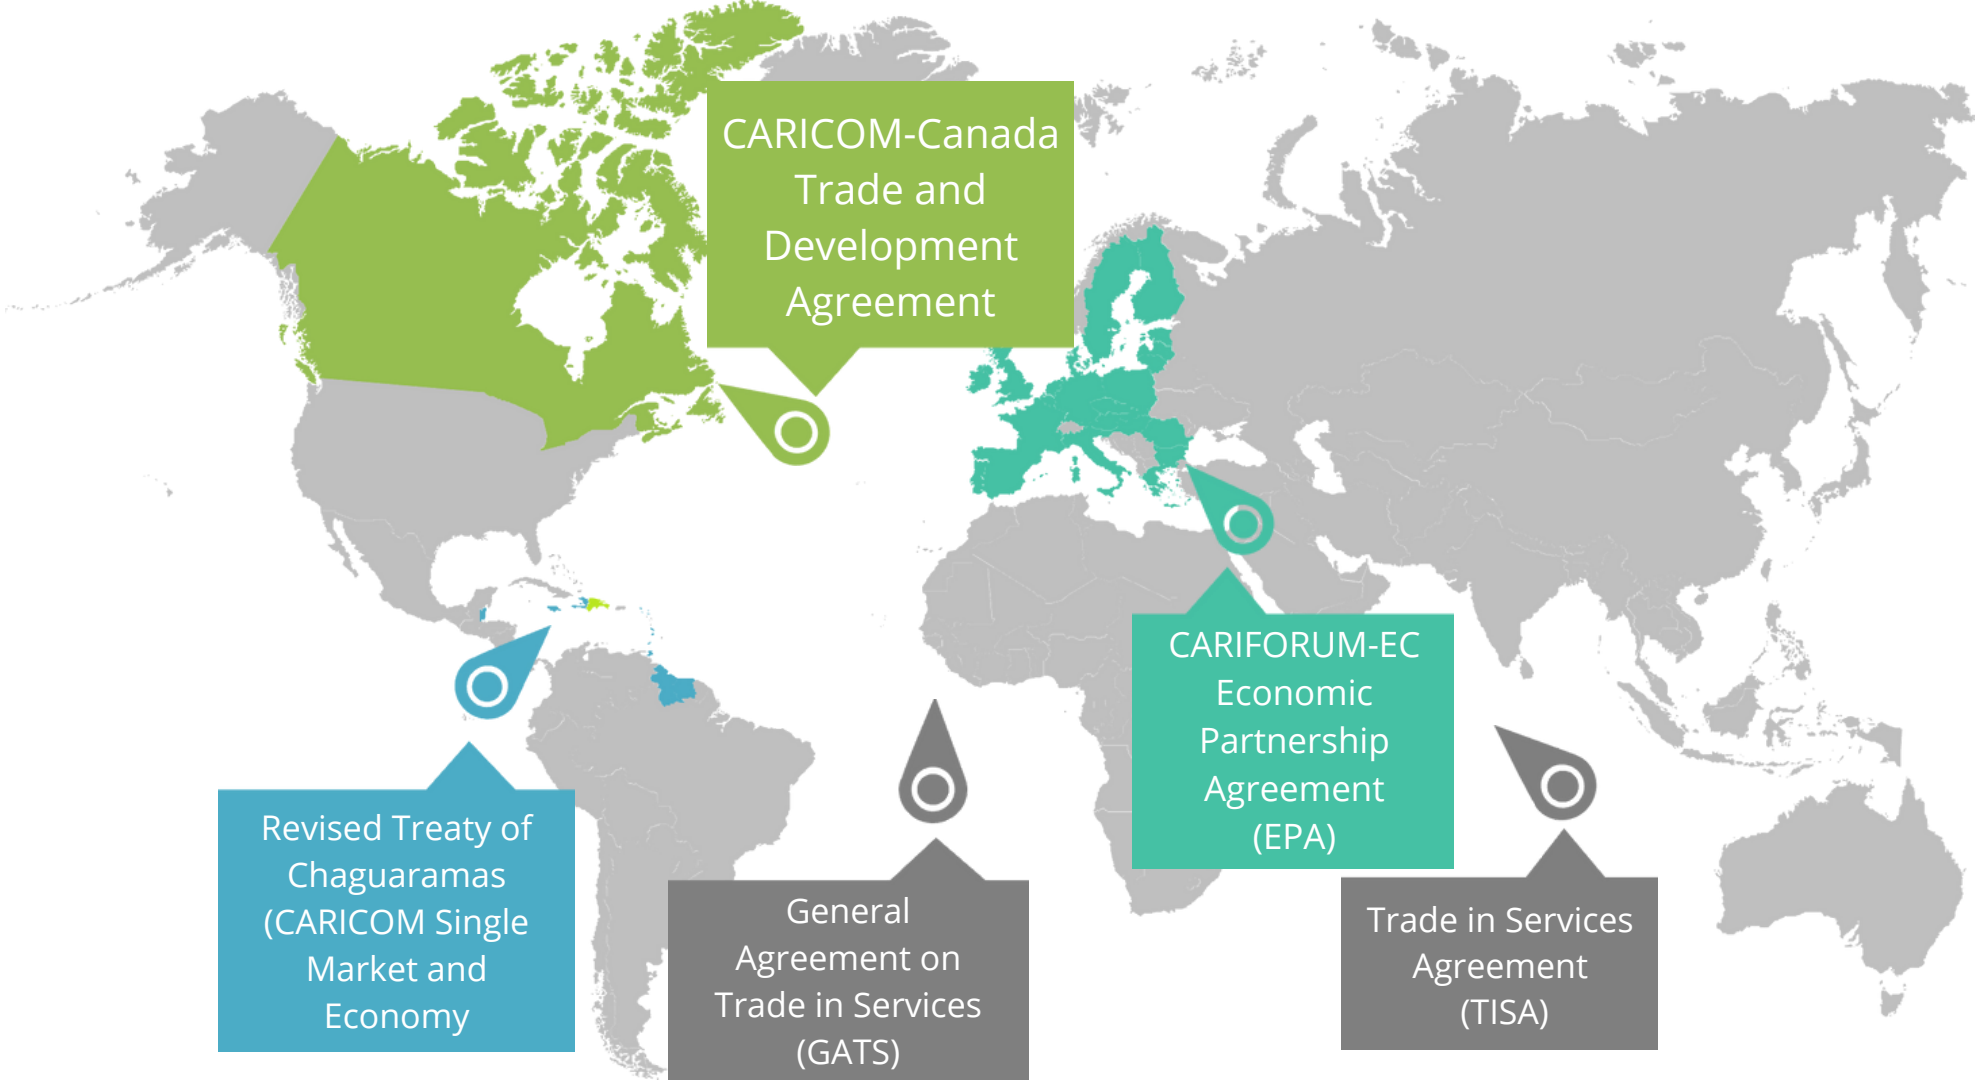 CARICOM-Canada
Trade and
Development
Agreement
CARIFORUM-EC
Economic
Partnership
Agreement
(EPA)
Revised Treaty of
Chaguaramas
(CARICOM Single
Market and
Economy
General
Agreement on
Trade in Services
(GATS)
Trade in Services
Agreement
(TISA)